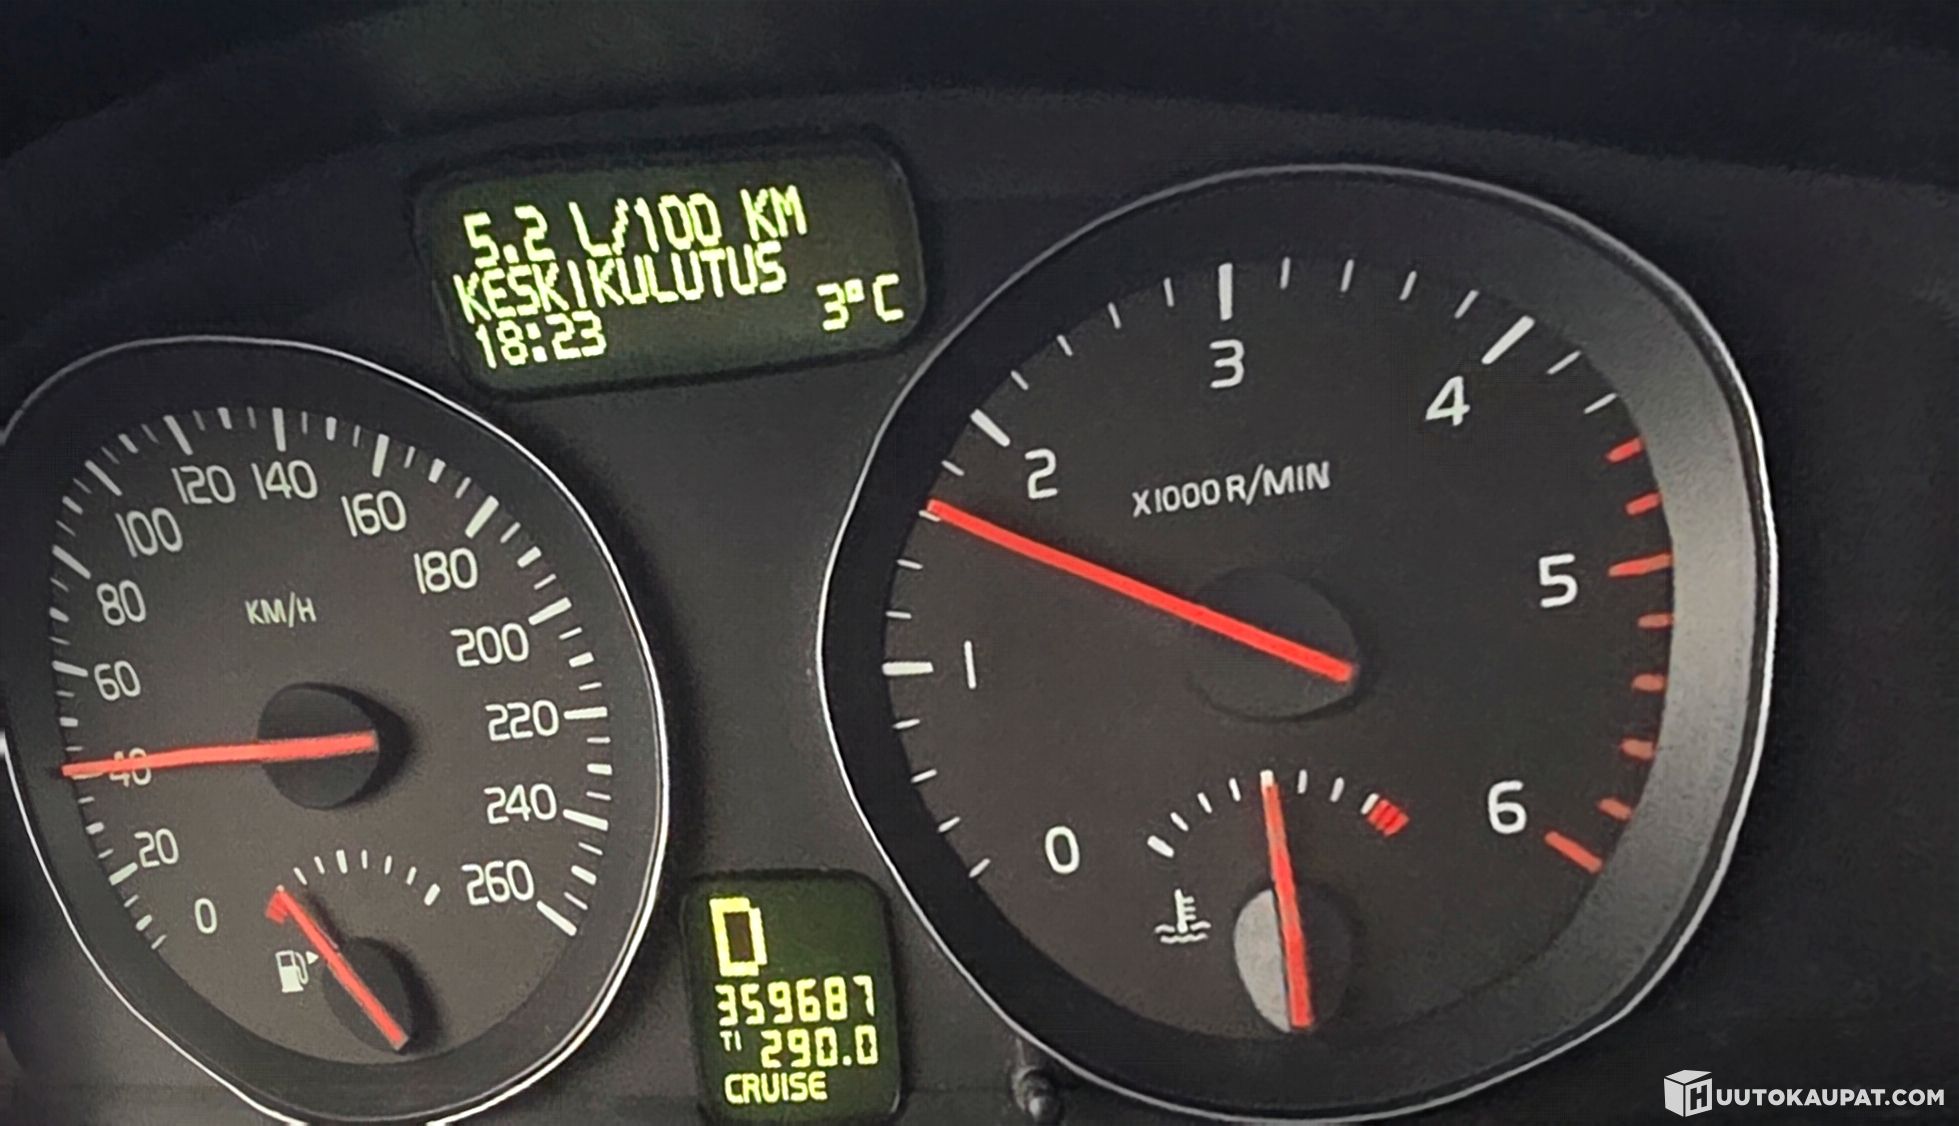 5.2 L/100 KM
KESKIKULUTUS
18:23 3°C
0 20 40 60 80 100 120 140 160 180 200 220 240 260
KM/H
0 1 2 3 4 5 6
X1000 R/MIN
D
359687
T1 290.0
CRUISE
HUUTOKAUPAT.COM